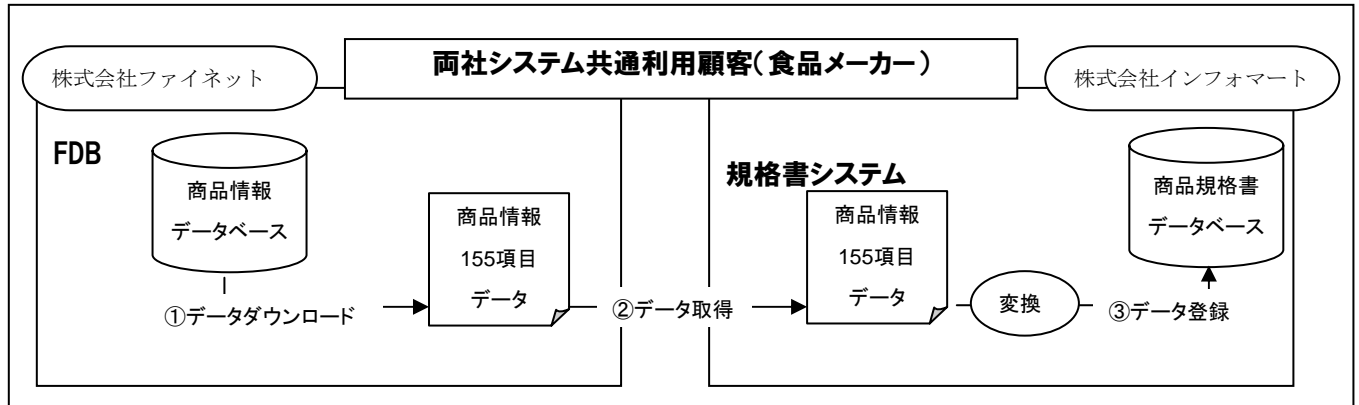 両社システム共通利用顧客(食品メーカー)
株式会社ファイネット
株式会社インフォマート
FDB
商品情報
データベース
①データダウンロード
商品情報
155項目
データ
②データ取得
規格書システム
商品情報
155項目
データ
変換
③データ登録
商品規格書
データベース